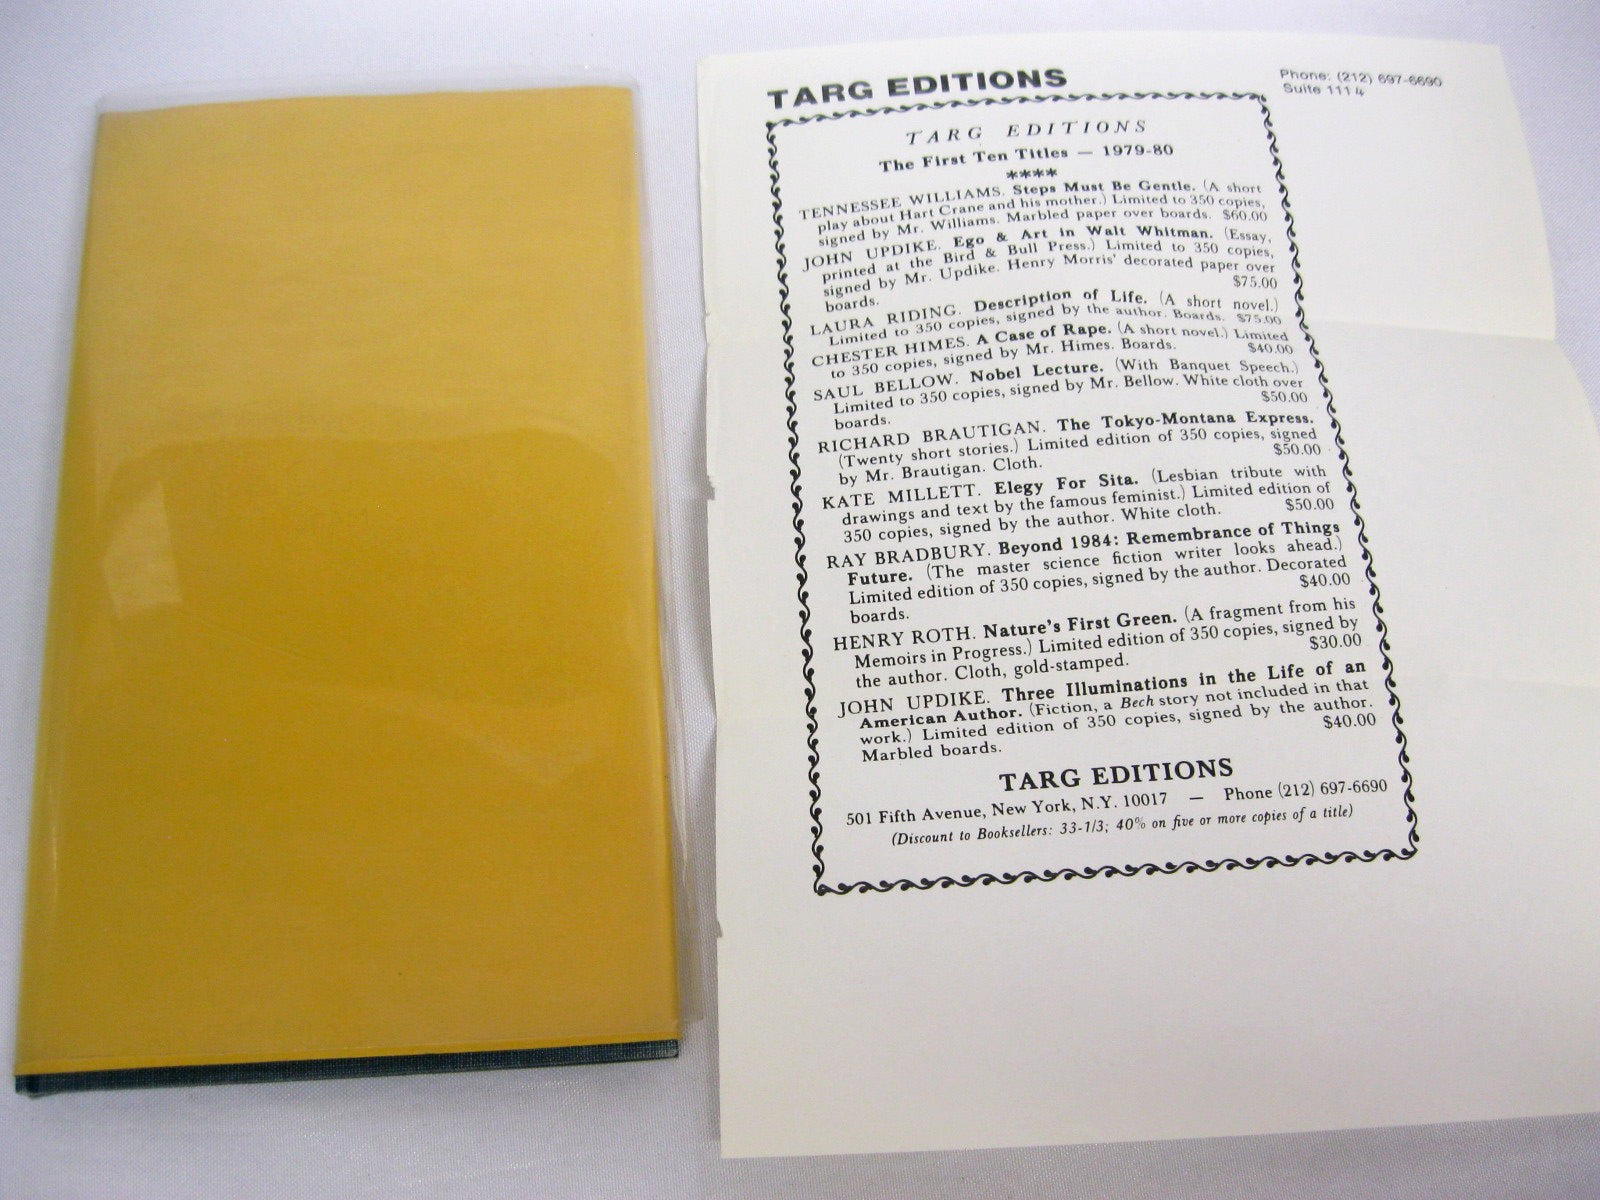 TARG EDITIONS
Phone: (212) 697-6690
Suite 1114
TARG EDITIONS
The First Ten Titles — 1979-80
****
TENNESSEE WILLIAMS. Steps Must Be Gentle. (A short
play about Hart Crane and his mother.) Limited to 350 copies,
signed by Mr. Williams. Marbled paper over boards. $60.00
JOHN UPDIKE. Ego & Art in Walt Whitman. (Essay,
printed at the Bird & Bull Press.) Limited to 350 copies,
signed by Mr. Updike. Henry Morris' decorated paper over
boards. $75.00
LAURA RIDING. Description of Life. (A short novel.)
Limited to 350 copies, signed by the author. Boards. $75.00
CHESTER HIMES. A Case of Rape. (A short novel.) Limited
to 350 copies, signed by Mr. Himes. Boards. $40.00
SAUL BELLOW. Nobel Lecture. (With Banquet Speech.)
Limited to 350 copies, signed by Mr. Bellow. White cloth over
boards. $50.00
RICHARD BRAUTIGAN. The Tokyo-Montana Express.
(Twenty short stories.) Limited edition of 350 copies, signed
by Mr. Brautigan. Cloth. $50.00
KATE MILLETT. Elegy For Sita. (Lesbian tribute with
drawings and text by the famous feminist.) Limited edition of
350 copies, signed by the author. White cloth. $50.00
RAY BRADBURY. Beyond 1984: Remembrance of Things
Future. (The master science fiction writer looks ahead.)
Limited edition of 350 copies, signed by the author. Decorated
boards. $40.00
HENRY ROTH. Nature's First Green. (A fragment from his
Memoirs in Progress.) Limited edition of 350 copies, signed by
the author. Cloth, gold-stamped. $30.00
JOHN UPDIKE. Three Illuminations in the Life of an
American Author. (Fiction, a Bech story not included in that
work.) Limited edition of 350 copies, signed by the author.
Marbled boards. $40.00
TARG EDITIONS
501 Fifth Avenue, New York, N.Y. 10017 — Phone (212) 697-6690
(Discount to Booksellers: 33-1/3; 40% on five or more copies of a title)